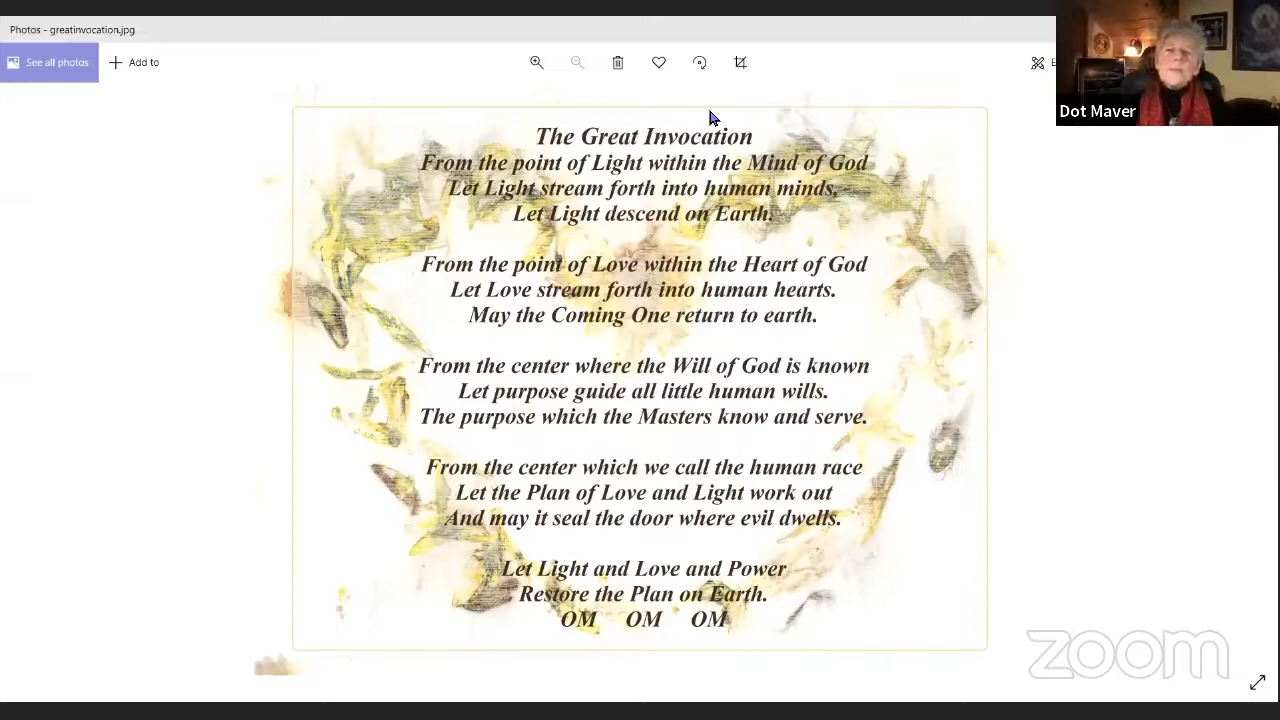 Photos - greatinvocation.jpg
See all photos
Add to
Dot Maver
The Great Invocation
From the point of Light within the Mind of God
Let Light stream forth into human minds.
Let Light descend on Earth.
From the point of Love within the Heart of God
Let Love stream forth into human hearts.
May the Coming One return to earth.
From the center where the Will of God is known
Let purpose guide all little human wills.
The purpose which the Masters know and serve.
From the center which we call the human race
Let the Plan of Love and Light work out
And may it seal the door where evil dwells.
Let Light and Love and Power
Restore the Plan on Earth.
OM OM OM
zoom